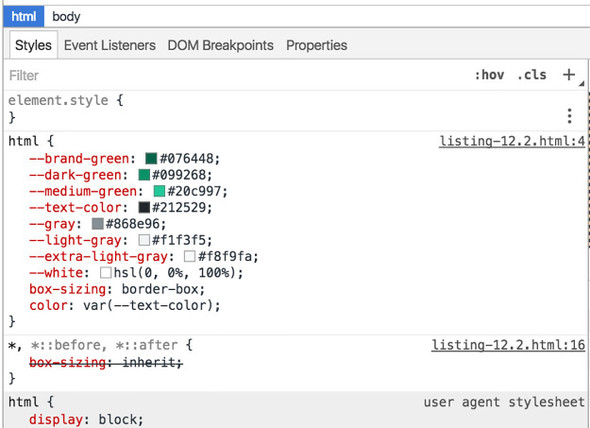 html body
Styles Event Listeners DOM Breakpoints Properties
Filter :hov .cls +
element.style {
}
html { listing-12.2.html:4
--brand-green: #076448;
--dark-green: #099268;
--medium-green: #20c997;
--text-color: #212529;
--gray: #868e96;
--light-gray: #f1f3f5;
--extra-light-gray: #f8f9fa;
--white: hsl(0, 0%, 100%);
box-sizing: border-box;
color: var(--text-color);
}
*, *::before, *::after { listing-12.2.html:16
box-sizing: inherit;
}
html { user agent stylesheet
display: block;